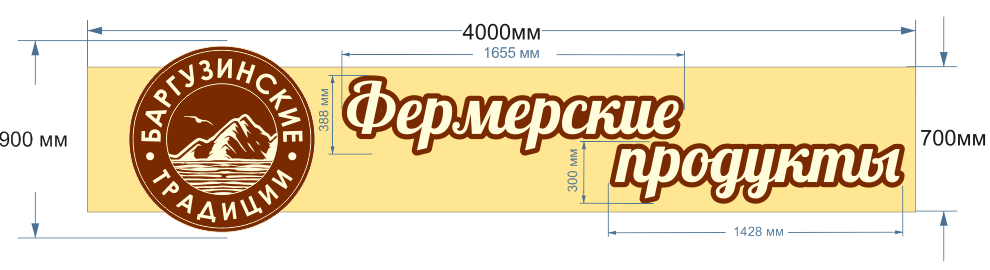 4000мм
1655 мм
БАРГУЗИНСКИЕ
ТРАДИЦИИ
388 мм
Фермерские
900 мм
700мм
300 мм
продукты
1428 мм